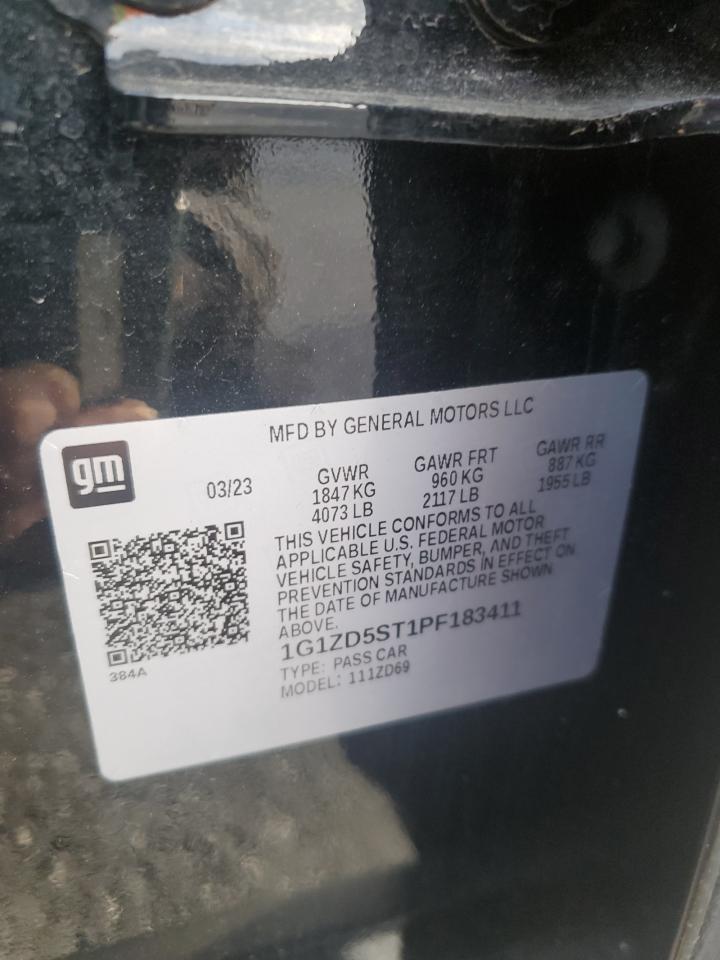 MFD BY GENERAL MOTORS LLC
gm
03/23
GVWR GAWR FRT GAWR RR
1847 KG 960 KG 887 KG
4073 LB 2117 LB 1955 LB
THIS VEHICLE CONFORMS TO ALL
APPLICABLE U.S. FEDERAL MOTOR
VEHICLE SAFETY, BUMPER, AND THEFT
PREVENTION STANDARDS IN EFFECT ON
THE DATE OF MANUFACTURE SHOWN
ABOVE.
1G1ZD5ST1PF183411
TYPE: PASS CAR
MODEL: 111ZD69
384A